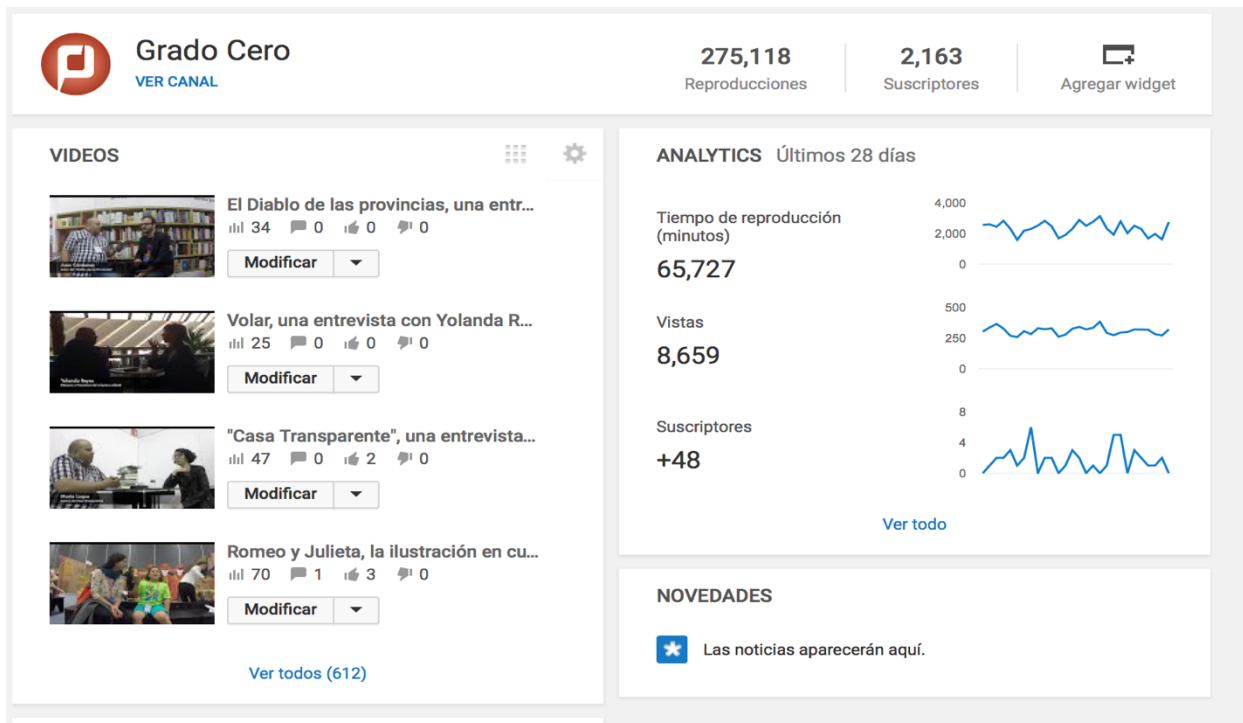 Grado Cero
VER CANAL
275,118
Reproducciones
2,163
Suscriptores
Agregar widget
VIDEOS
El Diablo de las provincias, una entr...
34 0 0 0
Modificar
Volar, una entrevista con Yolanda R...
25 0 0 0
Modificar
"Casa Transparente", una entrevista...
47 0 2 0
Modificar
Romeo y Julieta, la ilustración en cu...
70 1 3 0
Modificar
Ver todos (612)
ANALYTICS Últimos 28 días
Tiempo de reproducción
(minutos)
65,727
4,000
2,000
0
Vistas
8,659
500
250
0
Suscriptores
+48
8
4
0
Ver todo
NOVEDADES
Las noticias aparecerán aquí.